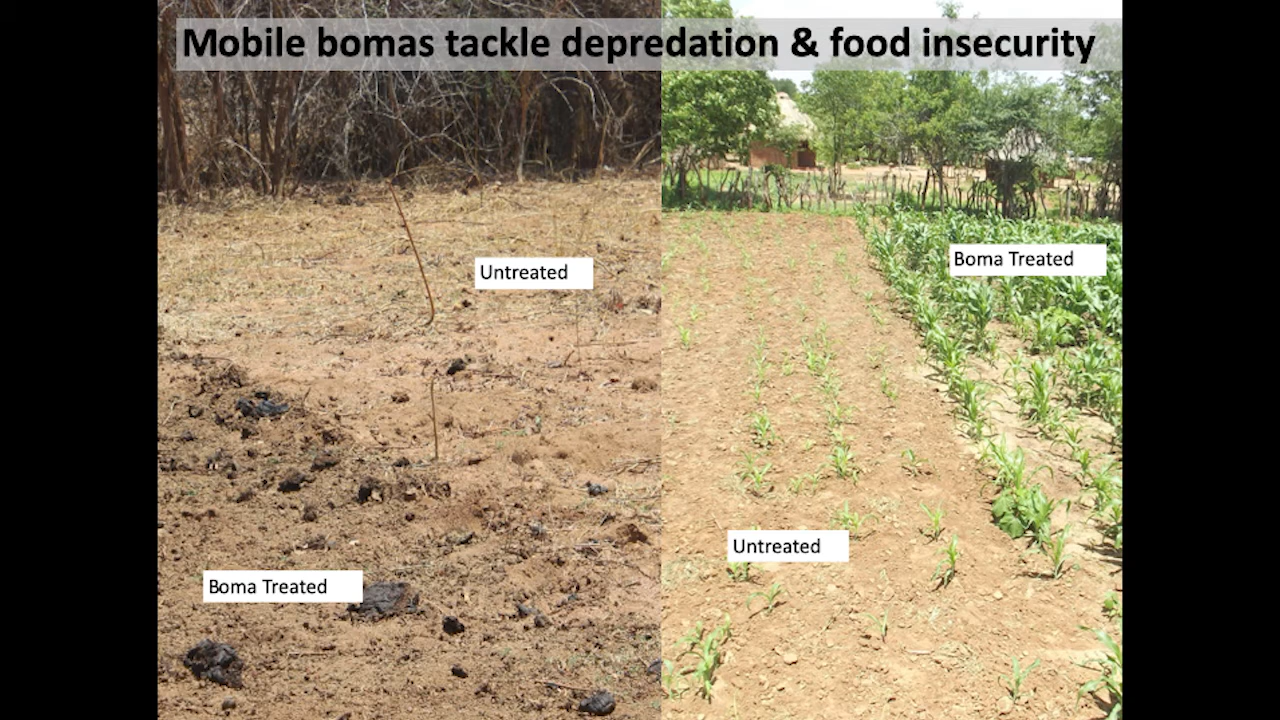 Mobile bomas tackle depredation & food insecurity
Untreated
Boma Treated
Boma Treated
Untreated